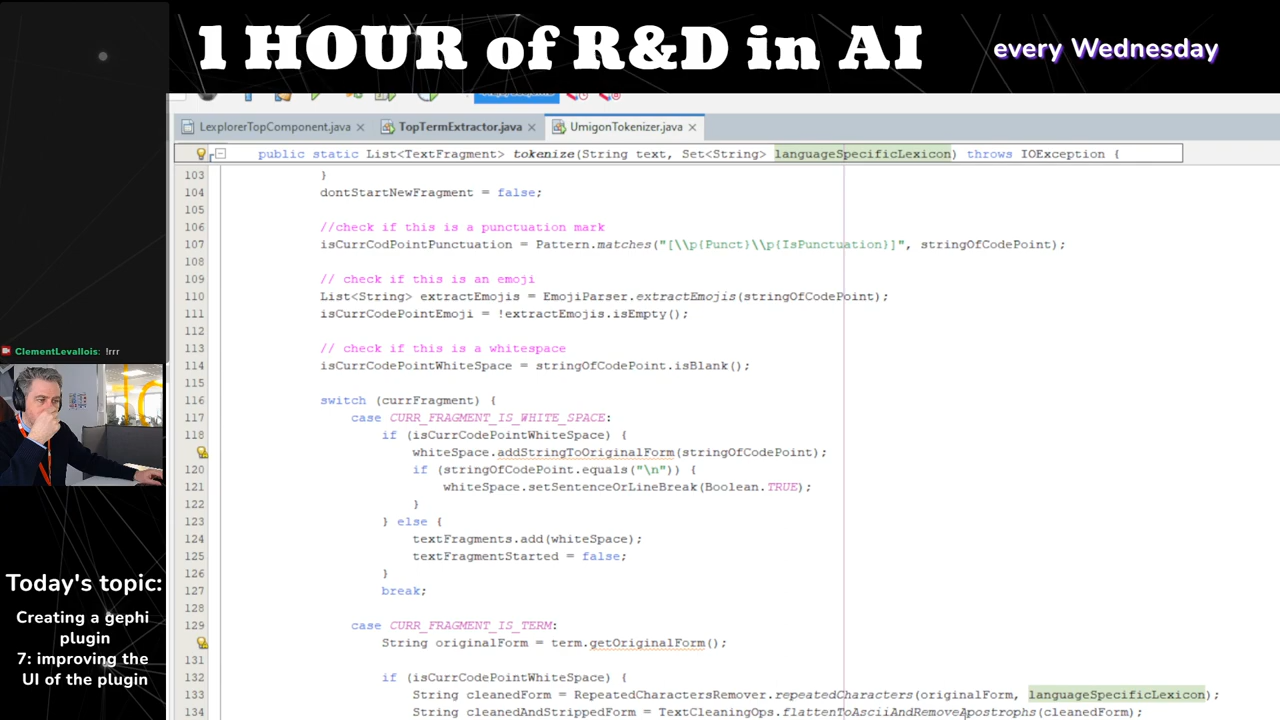 1 HOUR of R&D in AI
every Wednesday
LexplorerTopComponent.java
TopTermExtractor.java
UmigonTokenizer.java
public static List<TextFragment> tokenize(String text, Set<String> languageSpecificLexicon) throws IOException {
103 }
104 dontStartNewFragment = false;
105
106 //check if this is a punctuation mark
107 isCurrCodPointPunctuation = Pattern.matches("[\\p{Punct}\\p{IsPunctuation}]", stringOfCodePoint);
108
109 // check if this is an emoji
110 List<String> extractEmojis = EmojiParser.extractEmojis(stringOfCodePoint);
111 isCurrCodePointEmoji = !extractEmojis.isEmpty();
112
113 // check if this is a whitespace
114 isCurrCodePointWhiteSpace = stringOfCodePoint.isBlank();
115
116 switch (currFragment) {
117 case CURR_FRAGMENT_IS_WHITE_SPACE:
118 if (isCurrCodePointWhiteSpace) {
whiteSpace.addStringToOriginalForm(stringOfCodePoint);
120 if (stringOfCodePoint.equals("\n")) {
121 whiteSpace.setSentenceOrLineBreak(Boolean.TRUE);
122 }
123 } else {
124 textFragments.add(whiteSpace);
125 textFragmentStarted = false;
126 }
127 break;
128
129 case CURR_FRAGMENT_IS_TERM:
String originalForm = term.getOriginalForm();
131
132 if (isCurrCodePointWhiteSpace) {
133 String cleanedForm = RepeatedCharactersRemover.repeatedCharacters(originalForm, languageSpecificLexicon);
134 String cleanedAndStrippedForm = TextCleaningOps.flattenToAsciiAndRemoveApostrophs(cleanedForm);
ClementLevallois: !rrr
Today's topic:
Creating a gephi
plugin
7: improving the
UI of the plugin